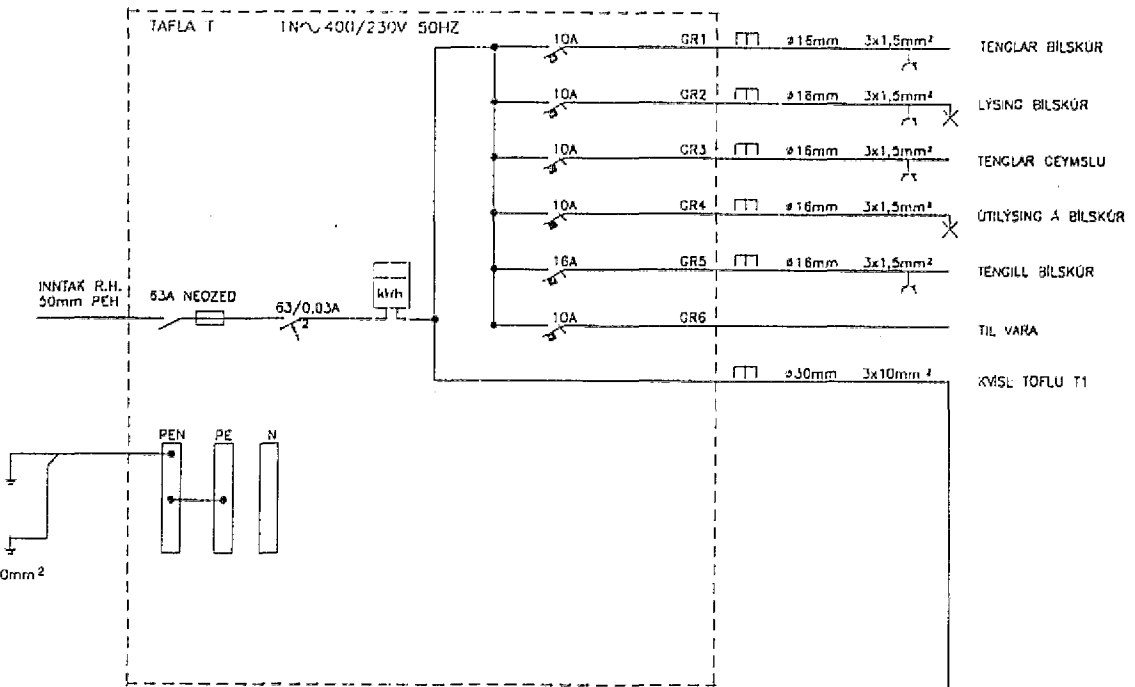 TAFLA T 1N~ 400/230V 50HZ
10A GR1 ø16mm 3x1,5mm² TENGLAR BÍLSKÚR
10A GR2 ø16mm 3x1,5mm² LÝSING BÍLSKÚR
10A GR3 ø16mm 3x1,5mm² TENGLAR GEYMSLU
10A GR4 ø16mm 3x1,5mm² ÚTILÝSING Á BÍLSKÚR
16A GR5 ø16mm 3x1,5mm² TENGILL BÍLSKÚR
INNTAK R.H.
50mm PEH
63A NEOZED
63/0,03A
2
kWh
10A GR6 TIL VARA
ø30mm 3x10mm² KVÍSL TÖFLU T1
PEN PE N
0mm²